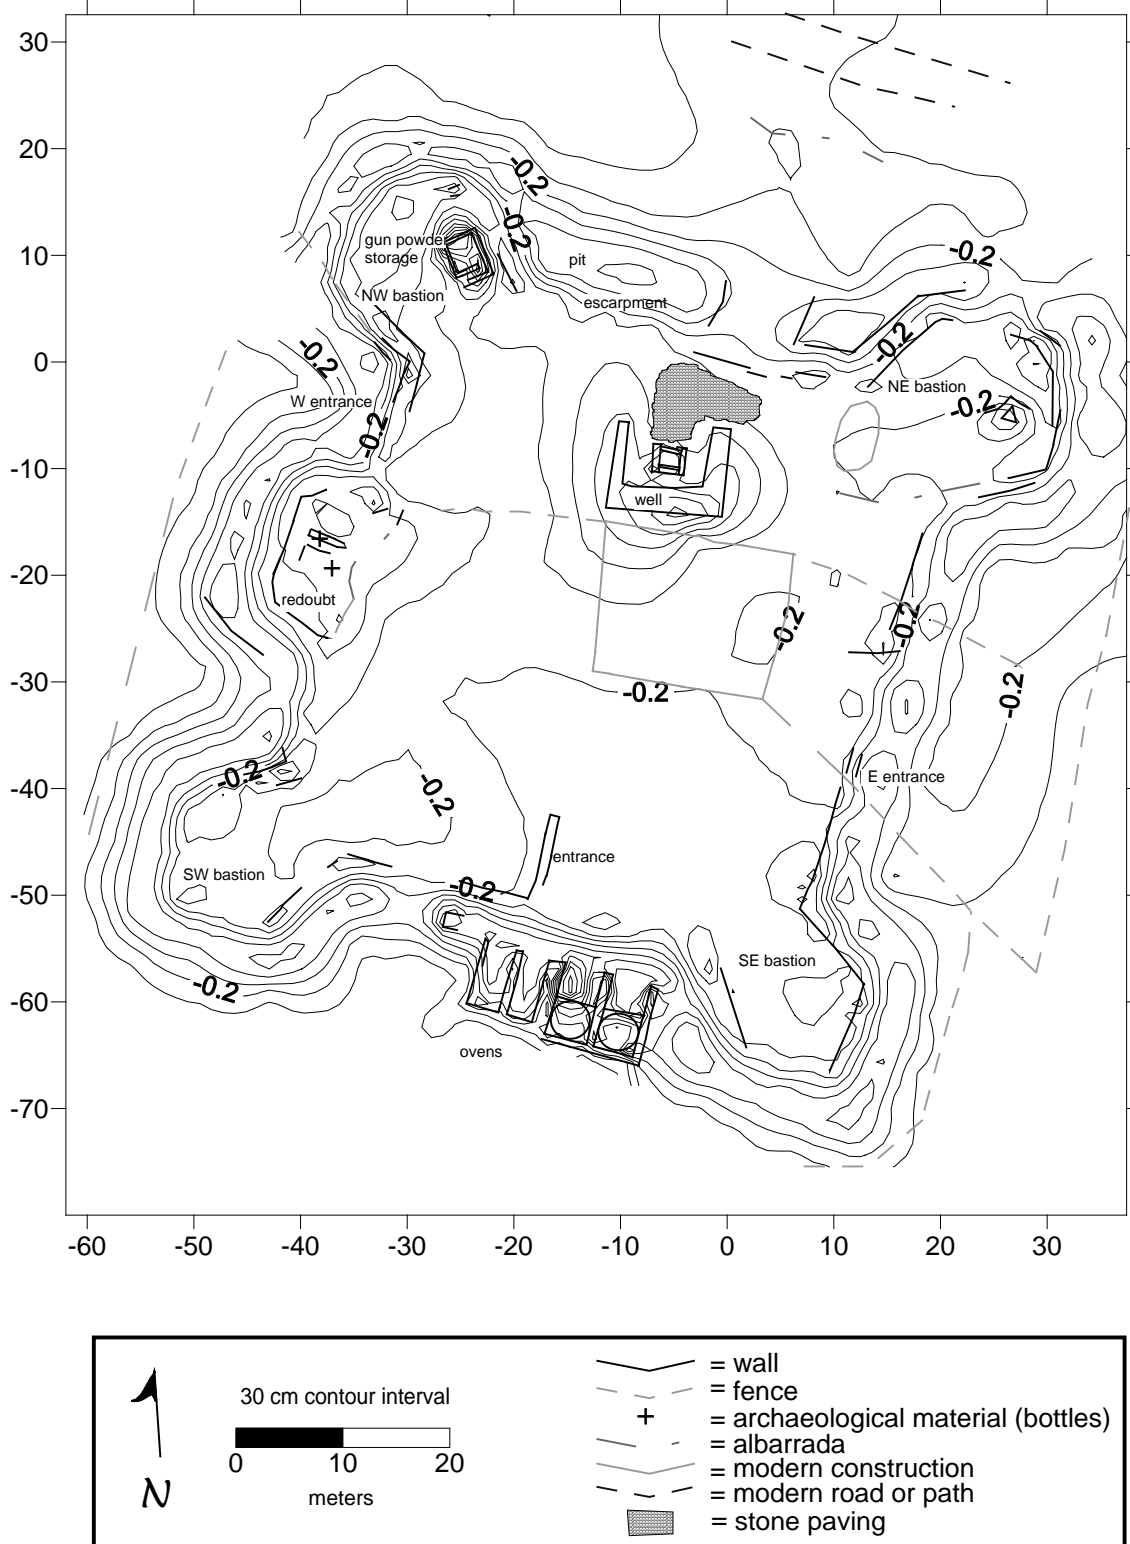 30
20
10
0
-10
-20
-30
-40
-50
-60
-70
-0.2
-0.2
gun powder
storage
pit
-0.2
NW bastion
escarpment
-0.2
-0.2
W entrance
NE bastion
-0.2
-0.2
well
redoubt
-0.2
-0.2
-0.2
-0.2
-0.2
E entrance
-0.2
entrance
SW bastion
-0.2
SE bastion
-0.2
ovens
-60
-50
-40
-30
-20
-10
0
10
20
30
30 cm contour interval
0
10
20
meters
N
= wall
= fence
+ = archaeological material (bottles)
= albarrada
= modern construction
= modern road or path
= stone paving